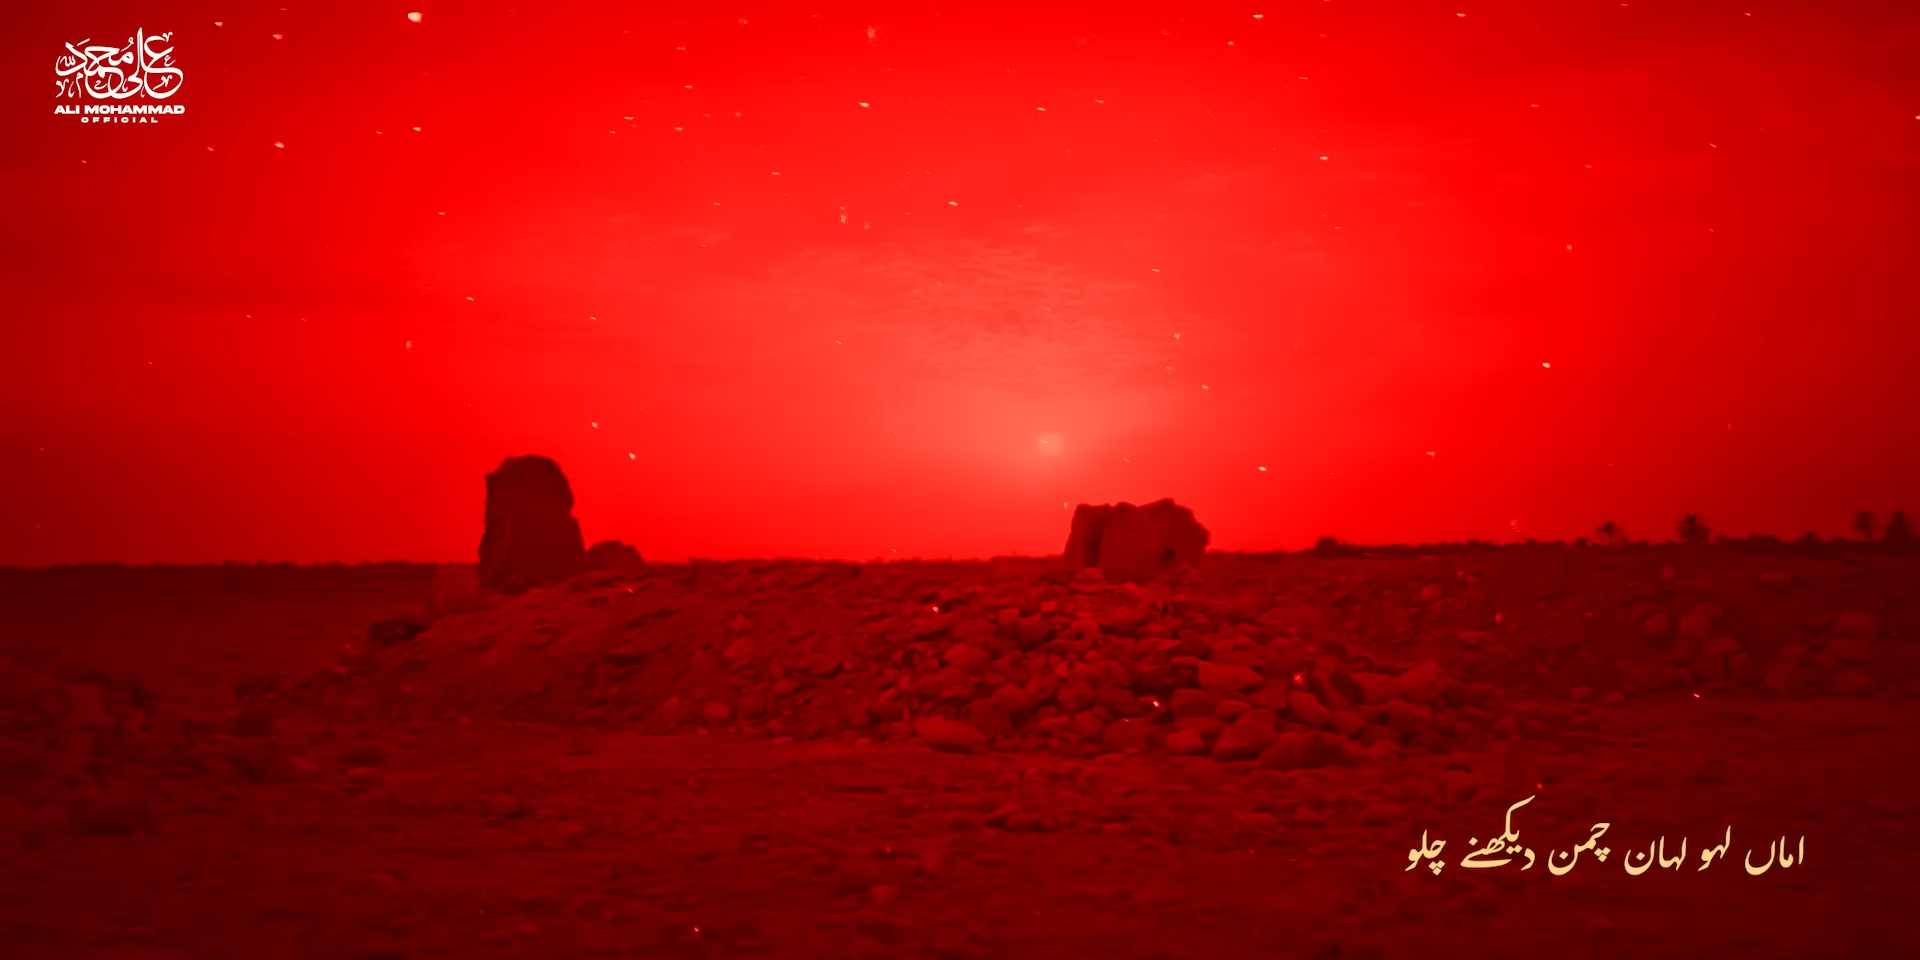 علی محمد
ALI MOHAMMAD
OFFICIAL
اماں لہو لہان چمن دیکھنے چلو